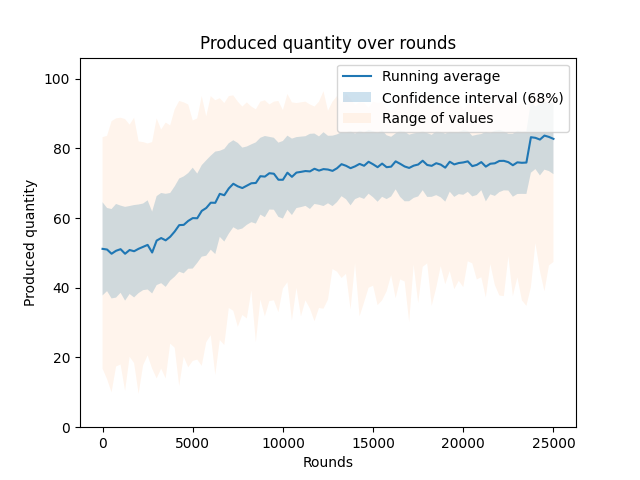 Produced quantity over rounds
Running average
Confidence interval (68%)
Range of values
Produced quantity
100
80
60
40
20
0
0 5000 10000 15000 20000 25000
Rounds